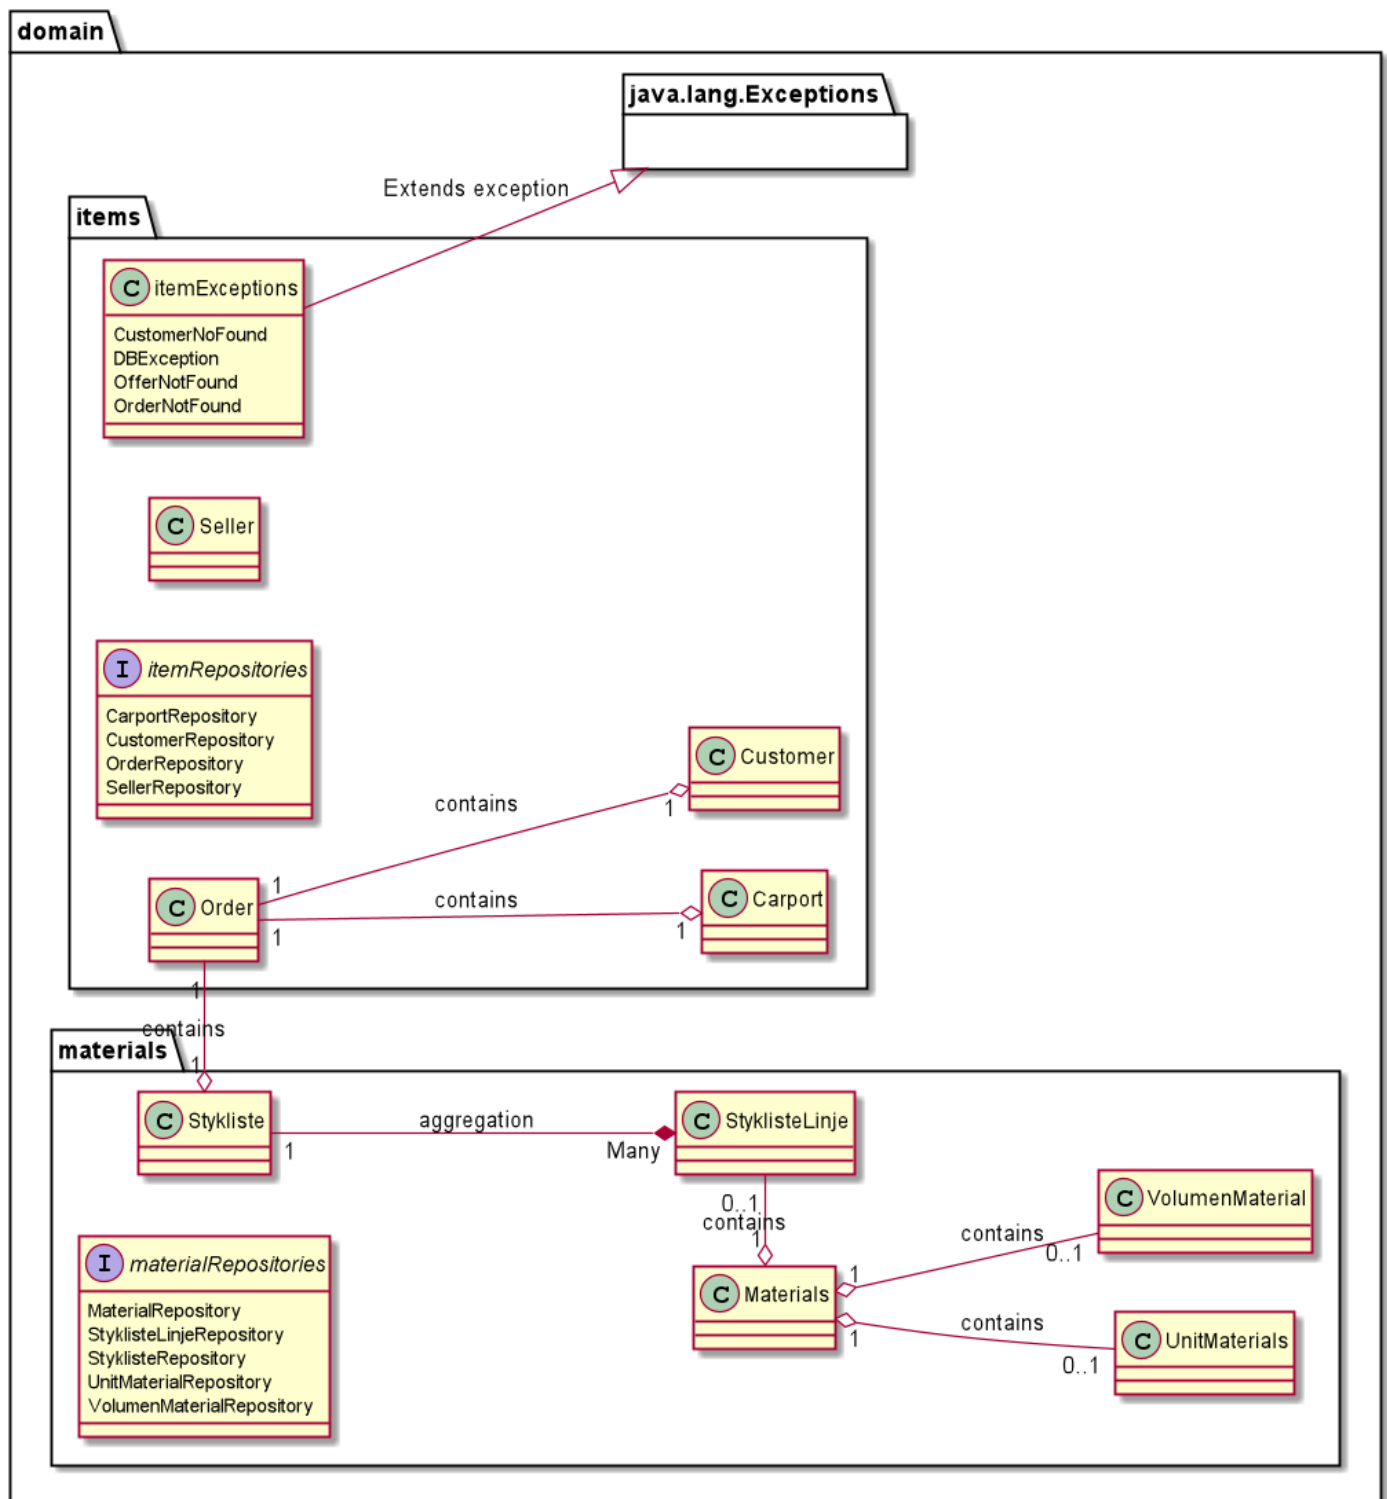 domain
java.lang.Exceptions
Extends exception
items
C itemExceptions
CustomerNoFound
DBException
OfferNotFound
OrderNotFound
C Seller
I itemRepositories
CarportRepository
CustomerRepository
OrderRepository
SellerRepository
C Customer
contains
1
1
C Order
contains
C Carport
1
1
1
contains
materials
1
C Stykliste
aggregation
1
Many
C StyklisteLinje
0..1
contains
1
C VolumenMaterial
contains
0..1
1
C Materials
contains
1
0..1
C UnitMaterials
I materialRepositories
MaterialRepository
StyklisteLinjeRepository
StyklisteRepository
UnitMaterialRepository
VolumenMaterialRepository